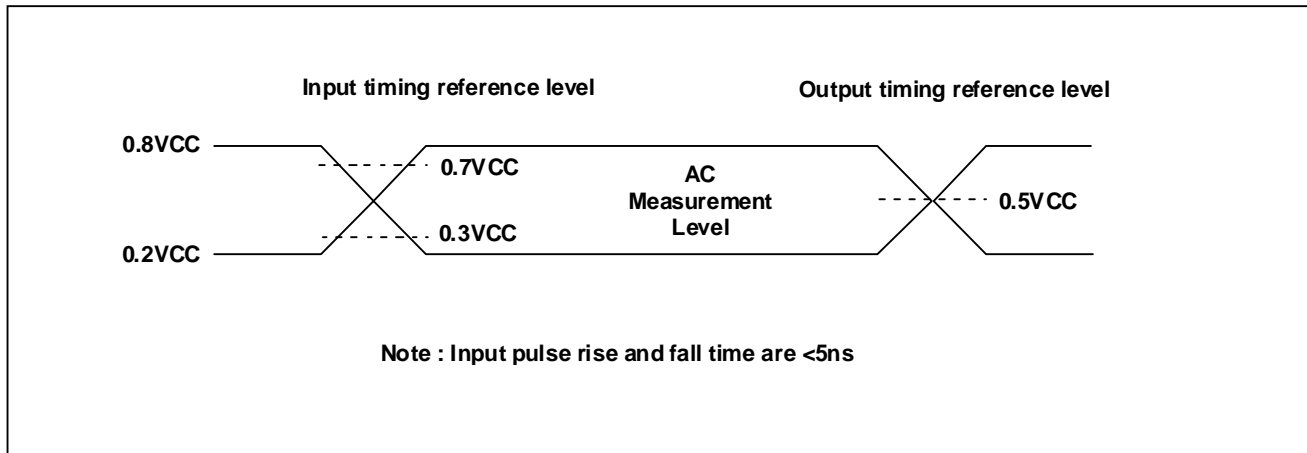 Input timing reference level
Output timing reference level
0.8VCC
0.7VCC
AC
Measurement
Level
0.5VCC
0.3VCC
0.2VCC
Note : Input pulse rise and fall time are <5ns